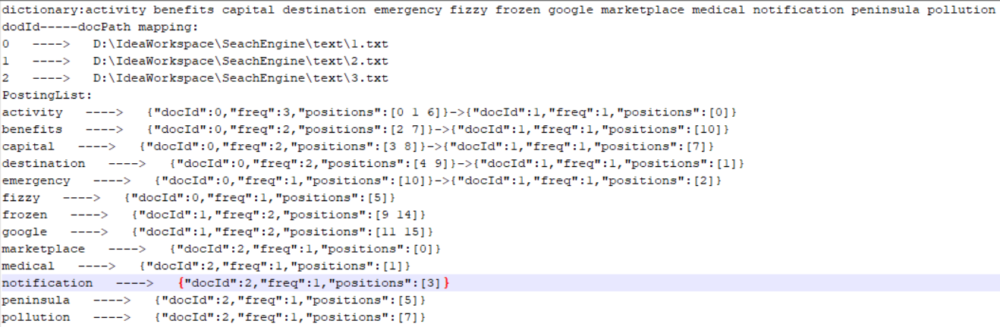 dictionary:activity benefits capital destination emergency fizzy frozen google marketplace medical notification peninsula pollution
dodId-----docPath mapping:
0   ---->   D:\IdeaWorkspace\SeachEngine\text\1.txt
1   ---->   D:\IdeaWorkspace\SeachEngine\text\2.txt
2   ---->   D:\IdeaWorkspace\SeachEngine\text\3.txt
PostingList:
activity   ---->   {"docId":0,"freq":3,"positions":[0 1 6]}->{"docId":1,"freq":1,"positions":[0]}
benefits   ---->   {"docId":0,"freq":2,"positions":[2 7]}->{"docId":1,"freq":1,"positions":[10]}
capital   ---->   {"docId":0,"freq":2,"positions":[3 8]}->{"docId":1,"freq":1,"positions":[7]}
destination   ---->   {"docId":0,"freq":2,"positions":[4 9]}->{"docId":1,"freq":1,"positions":[1]}
emergency   ---->   {"docId":0,"freq":1,"positions":[10]}->{"docId":1,"freq":1,"positions":[2]}
fizzy   ---->   {"docId":0,"freq":1,"positions":[5]}
frozen   ---->   {"docId":1,"freq":2,"positions":[9 14]}
google   ---->   {"docId":1,"freq":2,"positions":[11 15]}
marketplace   ---->   {"docId":2,"freq":1,"positions":[0]}
medical   ---->   {"docId":2,"freq":1,"positions":[1]}
notification   ---->   {"docId":2,"freq":1,"positions":[3]}
peninsula   ---->   {"docId":2,"freq":1,"positions":[5]}
pollution   ---->   {"docId":2,"freq":1,"positions":[7]}